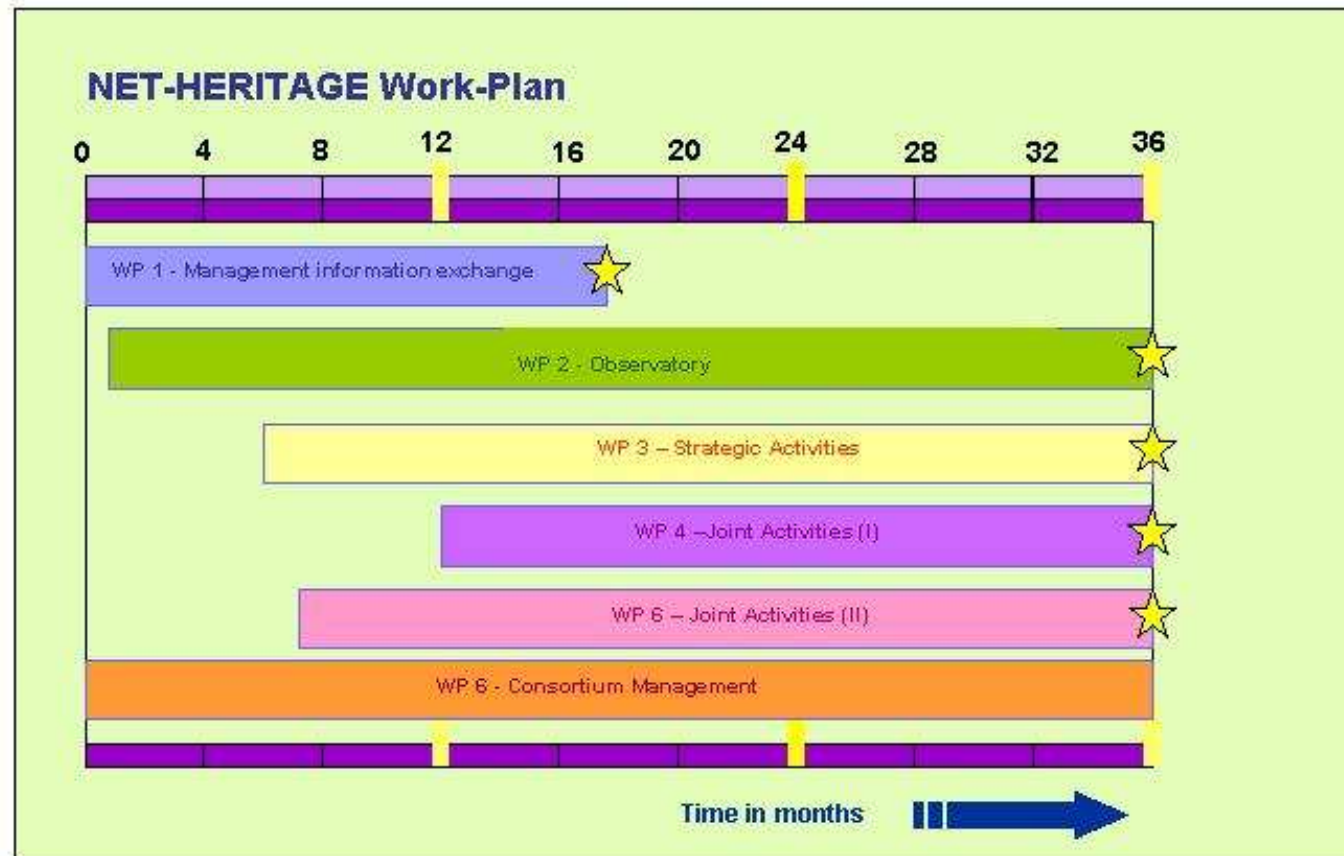 NET-HERITAGE Work-Plan
0 4 8 12 16 20 24 28 32 36
WP 1 - Management information exchange
WP 2 - Observatory
WP 3 – Strategic Activities
WP 4 –Joint Activities (I)
WP 6 – Joint Activities (II)
WP 6 - Consortium Management
Time in months